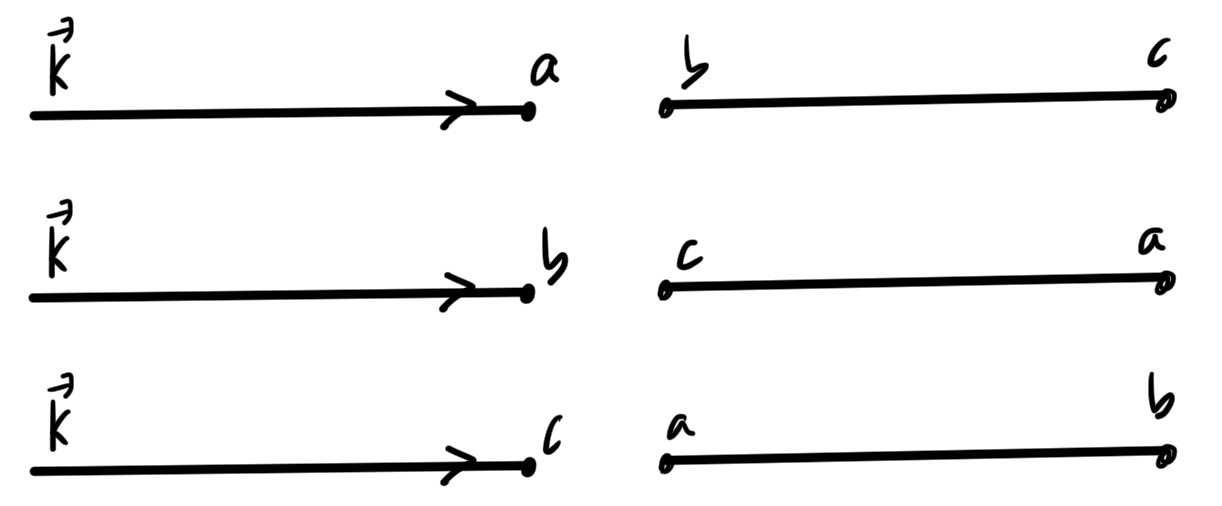 k⃗ a b c
k⃗ b c a
k⃗ c a b